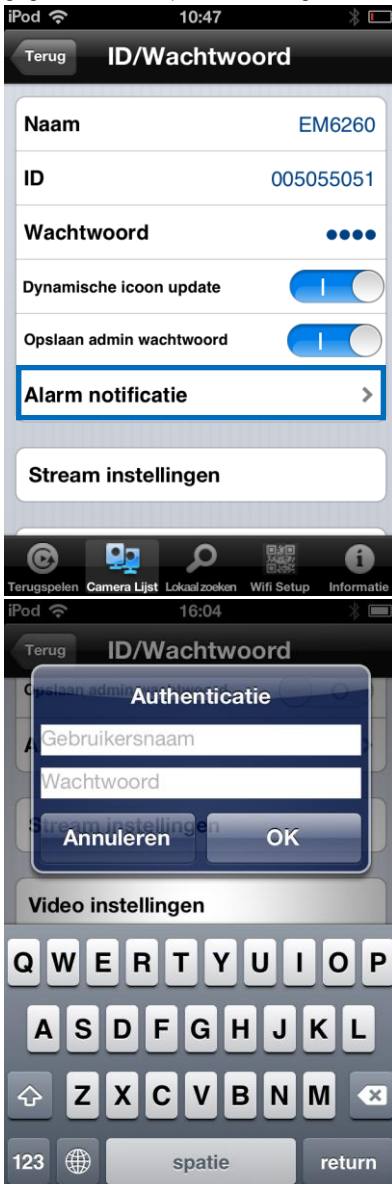 iPod 10:47
Terug ID/Wachtwoord
Naam EM6260
ID 005055051
Wachtwoord ••••
Dynamische icoon update
Opslaan admin wachtwoord
Alarm notificatie
Stream instellingen
Terugspelen Camera Lijst Lokaal zoeken Wifi Setup Informatie
iPod 16:04
Terug ID/Wachtwoord
Authenticatie
Gebruikersnaam
Wachtwoord
Annuleren OK
Video instellingen
Q W E R T Y U I O P
A S D F G H J K L
Z X C V B N M
123 spatie return